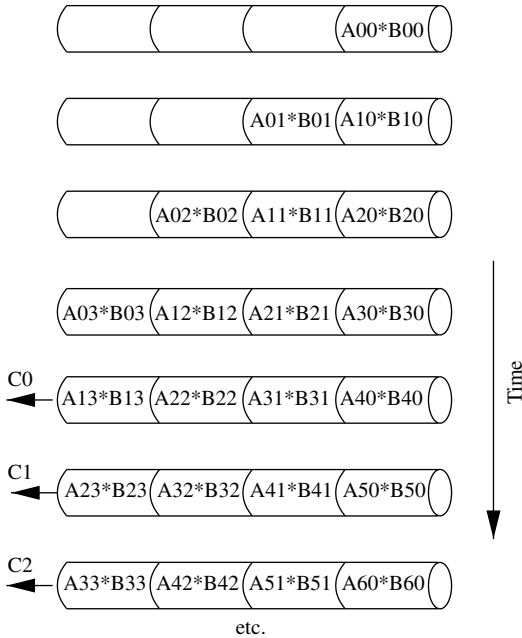 A00*B00
A01*B01 A10*B10
A02*B02 A11*B11 A20*B20
A03*B03 A12*B12 A21*B21 A30*B30
C0
A13*B13 A22*B22 A31*B31 A40*B40
Time
C1
A23*B23 A32*B32 A41*B41 A50*B50
C2
A33*B33 A42*B42 A51*B51 A60*B60
etc.